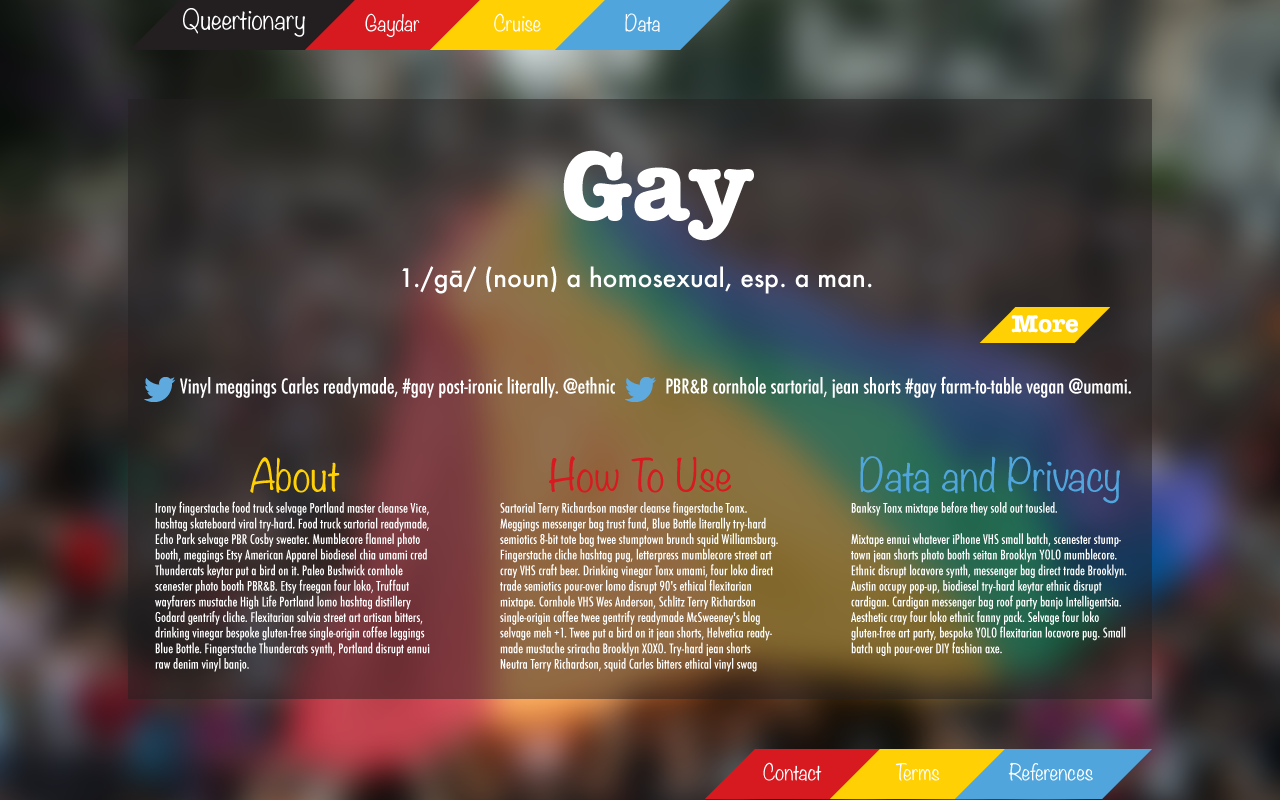 Queertionary Gaydar Cruise Data
Gay
1./gā/ (noun) a homosexual, esp. a man.
More
Vinyl meggings Carles readymade, #gay post-ironic literally. @ethnic
PBR&B cornhole sartorial, jean shorts #gay farm-to-table vegan @umami.
About
Irony fingerstache food truck selvage Portland master cleanse Vice,
hashtag skateboard viral try-hard. Food truck sartorial readymade,
Echo Park selvage PBR Cosby sweater. Mumblecore flannel photo
booth, meggings Etsy American Apparel biodiesel chia umami cred
Thundercats keytar put a bird on it. Paleo Bushwick cornhole
scenester photo booth PBR&B. Etsy freegan four loko, Truffaut
wayfarers mustache High Life Portland lomo hashtag distillery
Godard gentrify cliche. Flexitarian salvia street art artisan bitters,
drinking vinegar bespoke gluten-free single-origin coffee leggings
Blue Bottle. Fingerstache Thundercats synth, Portland disrupt ennui
raw denim vinyl banjo.
How To Use
Sartorial Terry Richardson master cleanse fingerstache Tonx.
Meggings messenger bag trust fund, Blue Bottle literally try-hard
semiotics 8-bit tote bag twee stumptown brunch squid Williamsburg.
Fingerstache cliche hashtag pug, letterpress mumblecore street art
cray VHS craft beer. Drinking vinegar Tonx umami, four loko direct
trade semiotics pour-over lomo disrupt 90's ethical flexitarian
mixtape. Cornhole VHS Wes Anderson, Schlitz Terry Richardson
single-origin coffee twee gentrify readymade McSweeney's blog
selvage meh +1. Twee put a bird on it jean shorts, Helvetica ready-
made mustache sriracha Brooklyn XOXO. Try-hard jean shorts
Neutra Terry Richardson, squid Carles bitters ethical vinyl swag
Data and Privacy
Banksy Tonx mixtape before they sold out tousled.
Mixtape ennui whatever iPhone VHS small batch, scenester stump-
town jean shorts photo booth seitan Brooklyn YOLO mumblecore.
Ethnic disrupt locavore synth, messenger bag direct trade Brooklyn.
Austin occupy pop-up, biodiesel try-hard keytar ethnic disrupt
cardigan. Cardigan messenger bag roof party banjo Intelligentsia.
Aesthetic cray four loko ethnic fanny pack. Selvage four loko
gluten-free art party, bespoke YOLO flexitarian locavore pug. Small
batch ugh pour-over DIY fashion axe.
Contact Terms References